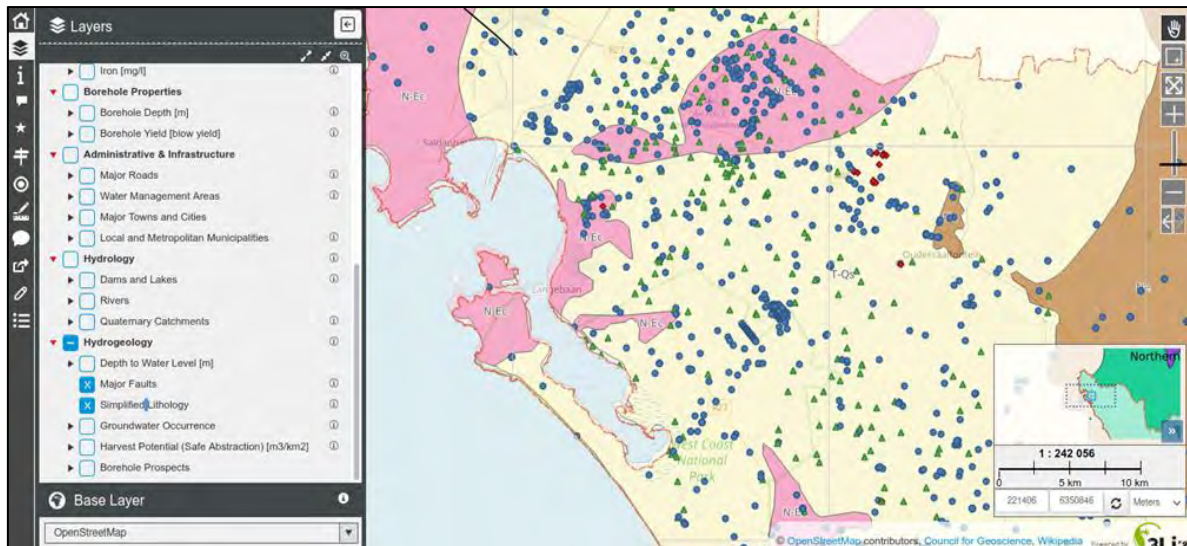 Layers
Iron [mg/l]
Borehole Properties
Borehole Depth [m]
Borehole Yield [blow yield]
Administrative & Infrastructure
Major Roads
Water Management Areas
Major Towns and Cities
Local and Metropolitan Municipalities
Hydrology
Dams and Lakes
Rivers
Quaternary Catchments
Hydrogeology
Depth to Water Level [m]
Major Faults
Simplified Lithology
Groundwater Occurrence
Harvest Potential (Safe Abstraction) [m3/km2]
Borehole Prospects
Base Layer
OpenStreetMap
N-Ec
N-Ec
N-Ec
T-Qs
N-Ec
N-Ec
Langebaan
West Coast
National
Park
N-Ec
Northern
1 : 242 056
5 km
10 km
221406
6350846
Meters
© OpenStreetMap contributors, Council for Geoscience, Wikipedia
Powered by
3Liz